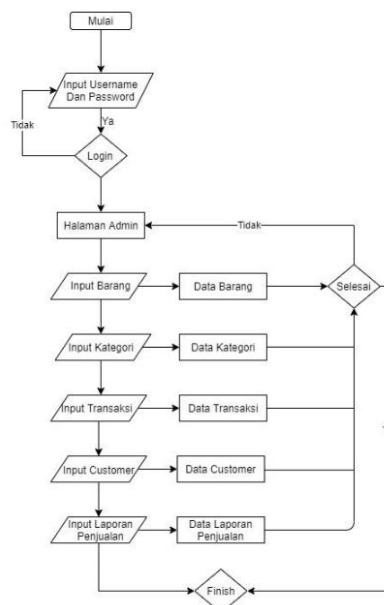 Mulai
Input Username
Dan Password
Tidak
Ya
Login
Halaman Admin
Tidak
Input Barang
Data Barang
Selesai
Input Kategori
Data Kategori
Input Transaksi
Data Transaksi
Input Customer
Data Customer
Input Laporan
Penjualan
Data Laporan
Penjualan
Finish